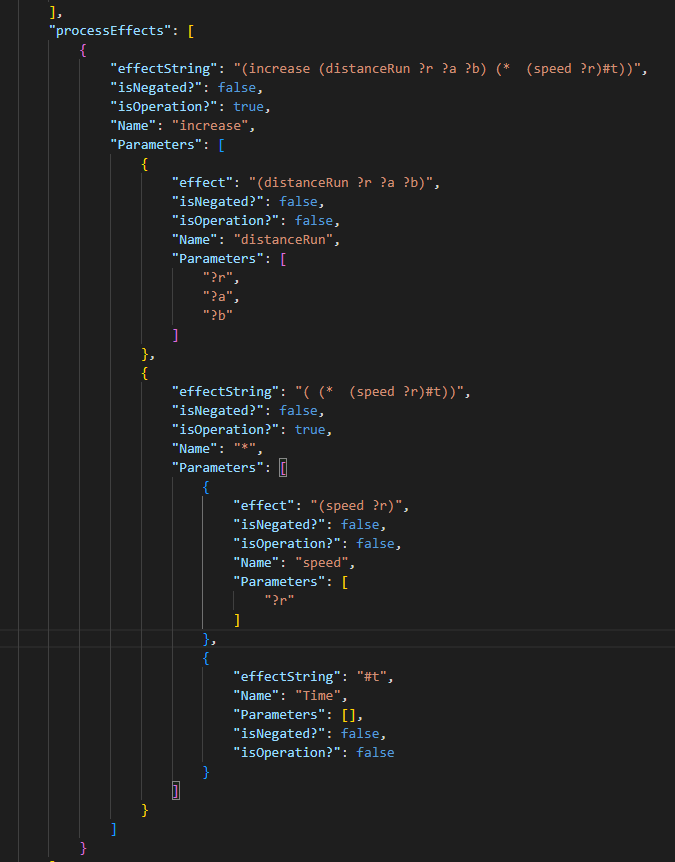 ],
"processEffects": [
{
"effectString": "(increase (distanceRun ?r ?a ?b) (*  (speed ?r)#t))",
"isNegated?": false,
"isOperation?": true,
"Name": "increase",
"Parameters": [
{
"effect": "(distanceRun ?r ?a ?b)",
"isNegated?": false,
"isOperation?": false,
"Name": "distanceRun",
"Parameters": [
"?r",
"?a",
"?b"
]
},
{
"effectString": "( (*  (speed ?r)#t))",
"isNegated?": false,
"isOperation?": true,
"Name": "*",
"Parameters": [
{
"effect": "(speed ?r)",
"isNegated?": false,
"isOperation?": false,
"Name": "speed",
"Parameters": [
"?r"
]
},
{
"effectString": "#t",
"Name": "Time",
"Parameters": [],
"isNegated?": false,
"isOperation?": false
}
]
}
]
}